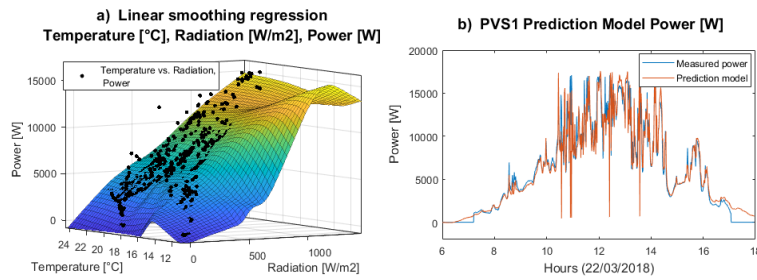 a)  Linear smoothing regression
Temperature [°C], Radiation [W/m2], Power [W]
Temperature vs. Radiation,
Power
Power [W]
15000
10000
5000
0
24 22 20 18 16 14 12
Temperature [°C]
0 500 1000
Radiation [W/m2]
b)  PVS1 Prediction Model Power [W]
Measured power
Prediction model
Power [W]
20000
15000
10000
5000
0
6 8 10 12 14 16 18
Hours (22/03/2018)